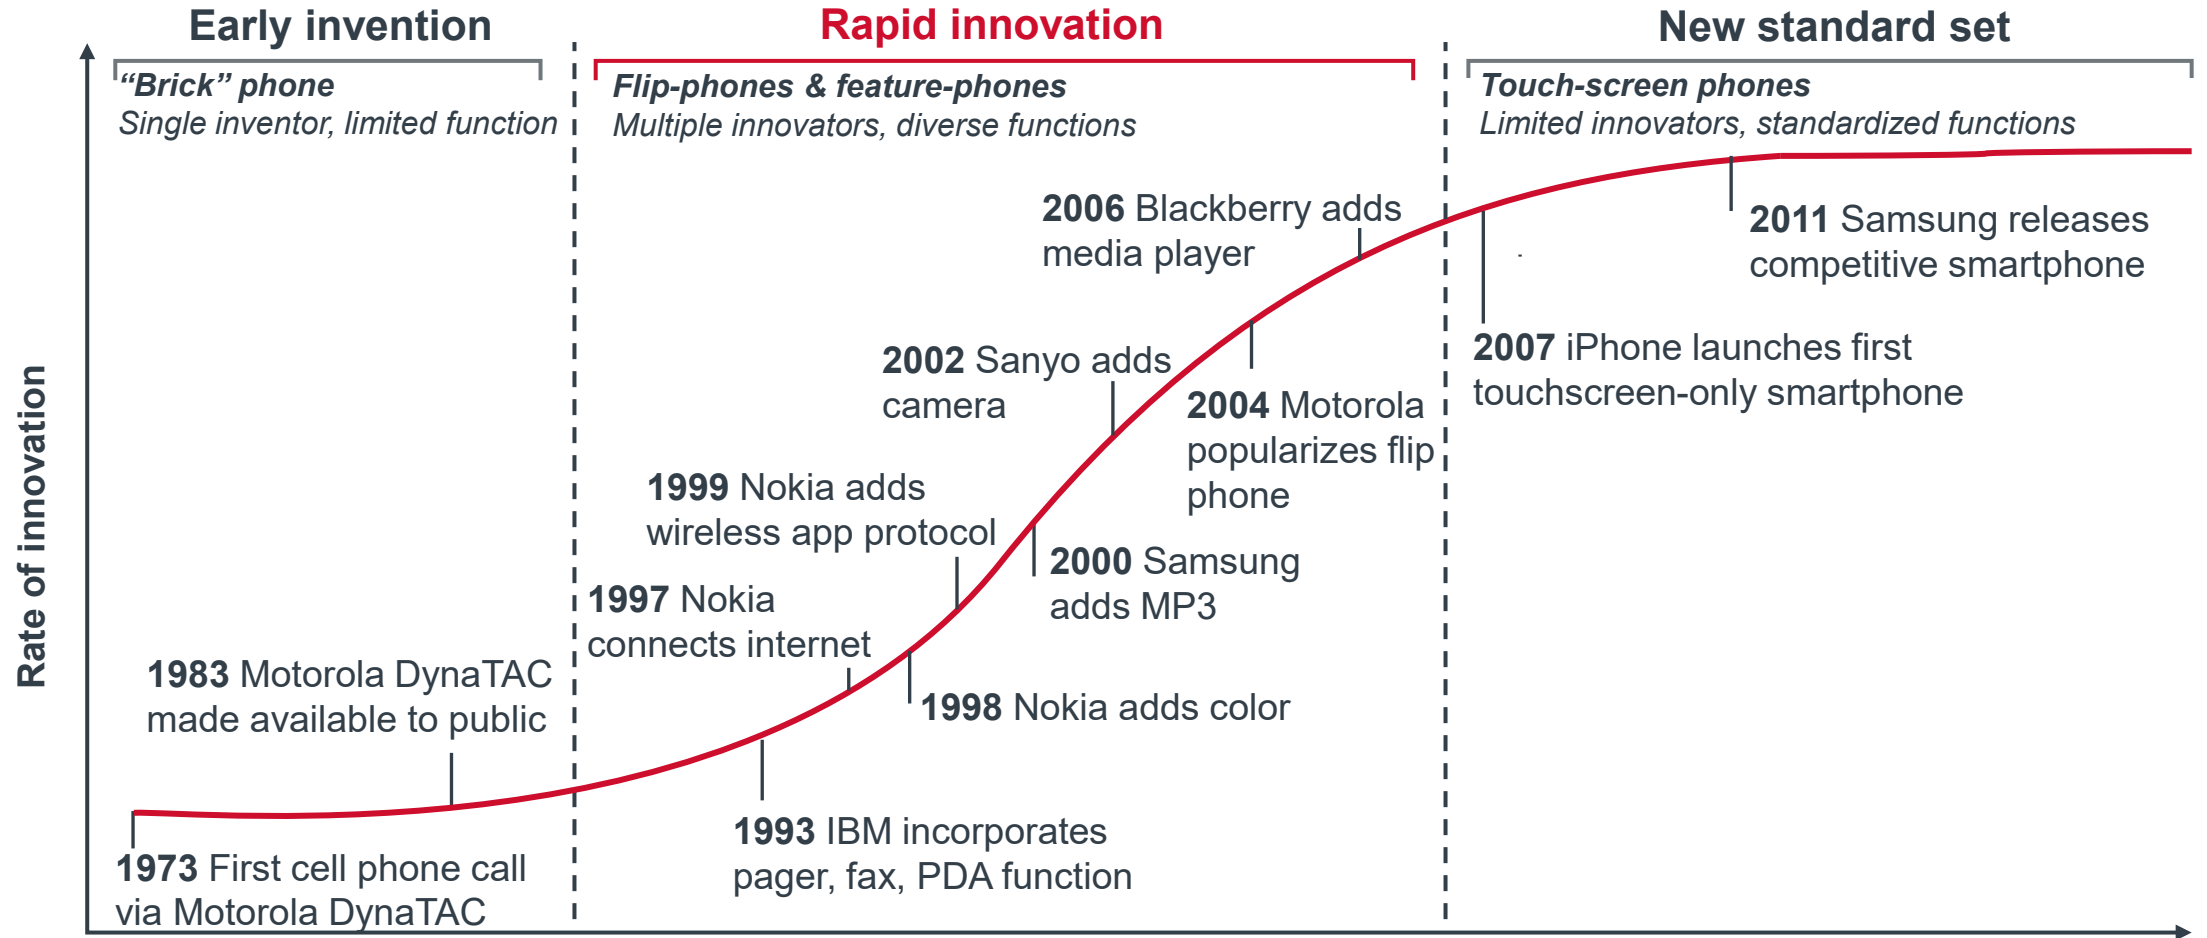 Early invention
“Brick” phone
Single inventor, limited function
Rapid innovation
Flip-phones & feature-phones
Multiple innovators, diverse functions
New standard set
Touch-screen phones
Limited innovators, standardized functions
Rate of innovation
1973 First cell phone call
via Motorola DynaTAC
1983 Motorola DynaTAC
made available to public
1993 IBM incorporates
pager, fax, PDA function
1997 Nokia
connects internet
1998 Nokia adds color
1999 Nokia adds
wireless app protocol
2000 Samsung
adds MP3
2002 Sanyo adds
camera
2004 Motorola
popularizes flip
phone
2006 Blackberry adds
media player
2007 iPhone launches first
touchscreen-only smartphone
2011 Samsung releases
competitive smartphone